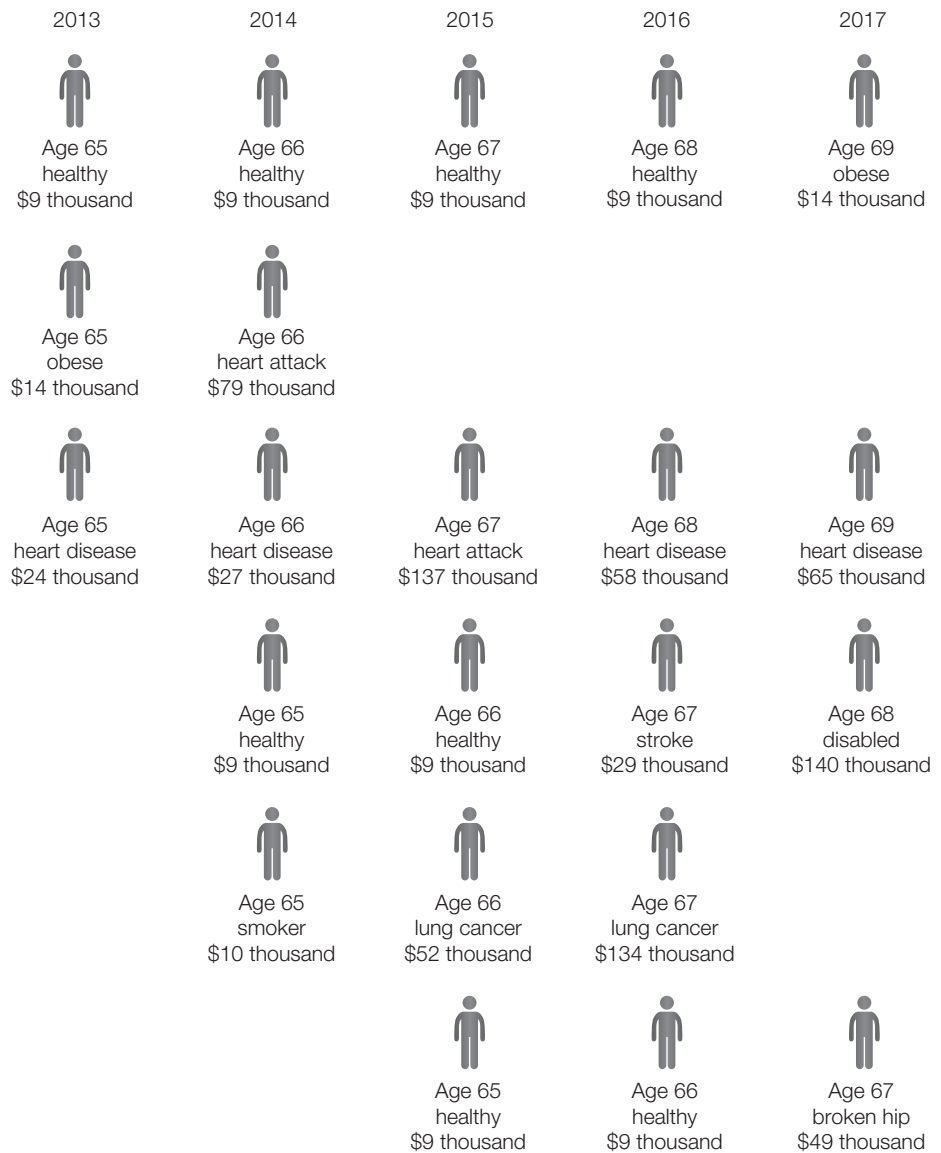 2013 2014 2015 2016 2017
Age 65 Age 66 Age 67 Age 68 Age 69
healthy healthy healthy healthy obese
$9 thousand $9 thousand $9 thousand $9 thousand $14 thousand
Age 65 Age 66
obese heart attack
$14 thousand $79 thousand
Age 65 Age 66 Age 67 Age 68 Age 69
heart disease heart disease heart attack heart disease heart disease
$24 thousand $27 thousand $137 thousand $58 thousand $65 thousand
Age 65 Age 66 Age 67 Age 68
healthy healthy stroke disabled
$9 thousand $9 thousand $29 thousand $140 thousand
Age 65 Age 66 Age 67
smoker lung cancer lung cancer
$10 thousand $52 thousand $134 thousand
Age 65 Age 66 Age 67
healthy healthy broken hip
$9 thousand $9 thousand $49 thousand